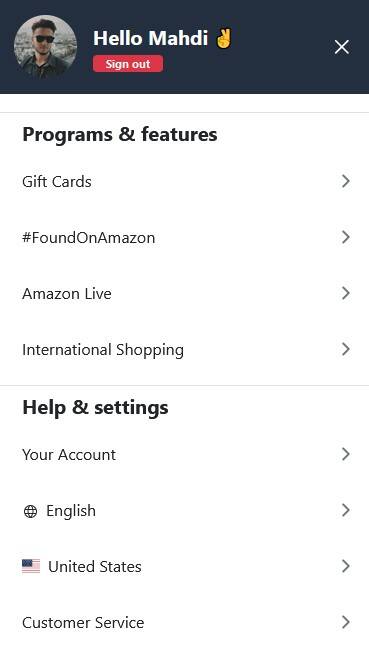 Hello Mahdi ✌
Sign out
Programs & features
Gift Cards
#FoundOnAmazon
Amazon Live
International Shopping
Help & settings
Your Account
English
United States
Customer Service